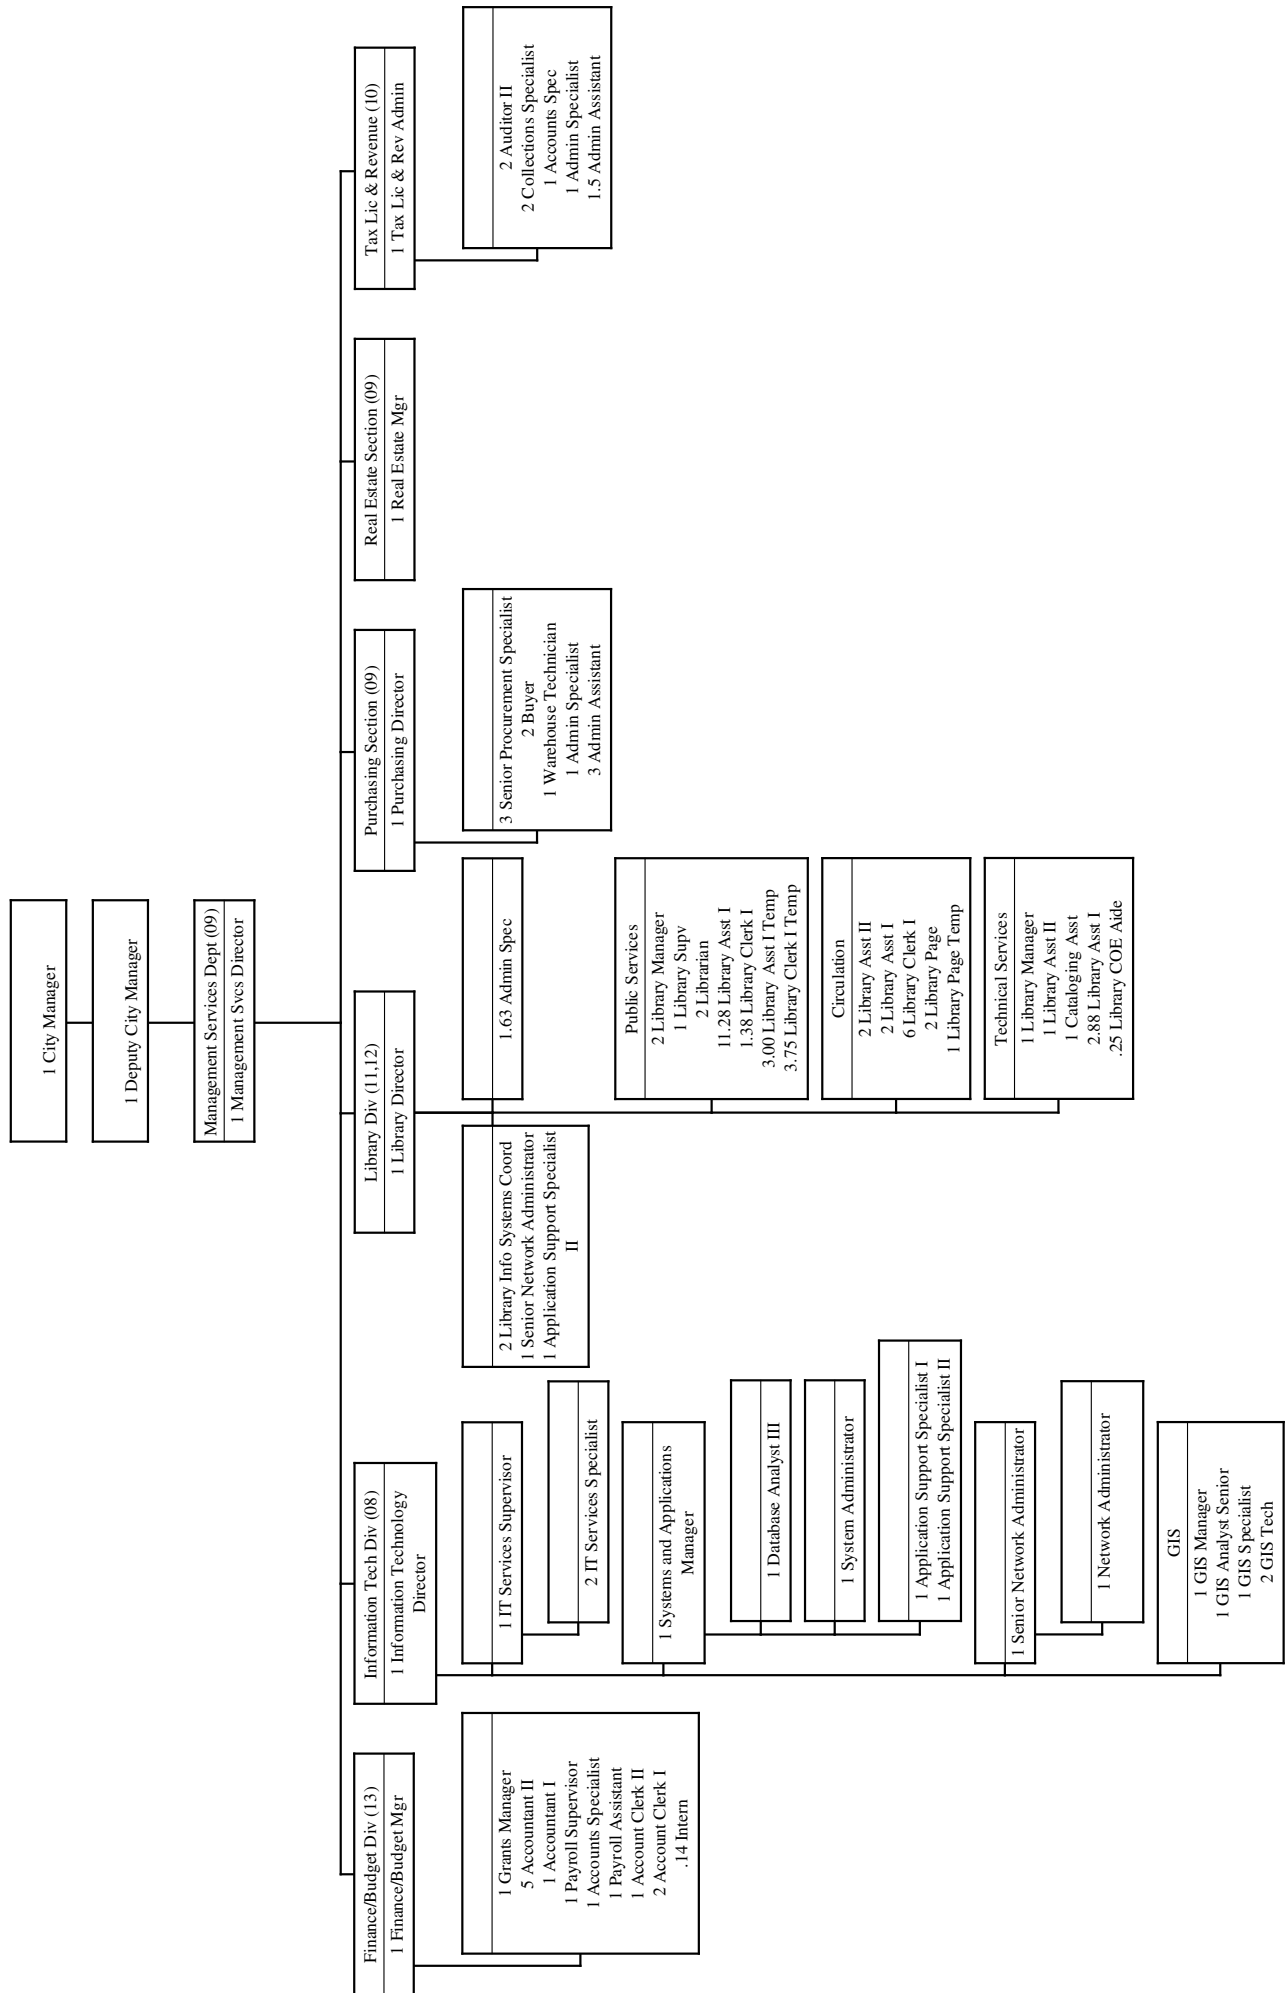 1 City Manager
1 Deputy City Manager
Management Services Dept (09)
1 Management Svcs Director
Finance/Budget Div (13)
1 Finance/Budget Mgr
1 Grants Manager
5 Accountant II
1 Accountant I
1 Payroll Supervisor
1 Accounts Specialist
1 Payroll Assistant
1 Account Clerk II
2 Account Clerk I
.14 Intern
Information Tech Div (08)
1 Information Technology
Director
1 IT Services Supervisor
2 IT Services Specialist
1 Systems and Applications
Manager
1 Database Analyst III
1 System Administrator
1 Application Support Specialist I
1 Application Support Specialist II
1 Senior Network Administrator
1 Network Administrator
GIS
1 GIS Manager
1 GIS Analyst Senior
1 GIS Specialist
2 GIS Tech
Library Div (11,12)
1 Library Director
2 Library Info Systems Coord
1 Senior Network Administrator
1 Application Support Specialist
II
1.63 Admin Spec
Public Services
2 Library Manager
1 Library Supv
2 Librarian
11.28 Library Asst I
1.38 Library Clerk I
3.00 Library Asst I Temp
3.75 Library Clerk I Temp
Circulation
2 Library Asst II
2 Library Asst I
6 Library Clerk I
2 Library Page
1 Library Page Temp
Technical Services
1 Library Manager
1 Library Asst II
1 Cataloging Asst
2.88 Library Asst I
.25 Library COE Aide
Purchasing Section (09)
1 Purchasing Director
3 Senior Procurement Specialist
2 Buyer
1 Warehouse Technician
1 Admin Specialist
3 Admin Assistant
Real Estate Section (09)
1 Real Estate Mgr
Tax Lic & Revenue (10)
1 Tax Lic & Rev Admin
2 Auditor II
2 Collections Specialist
1 Accounts Spec
1 Admin Specialist
1.5 Admin Assistant